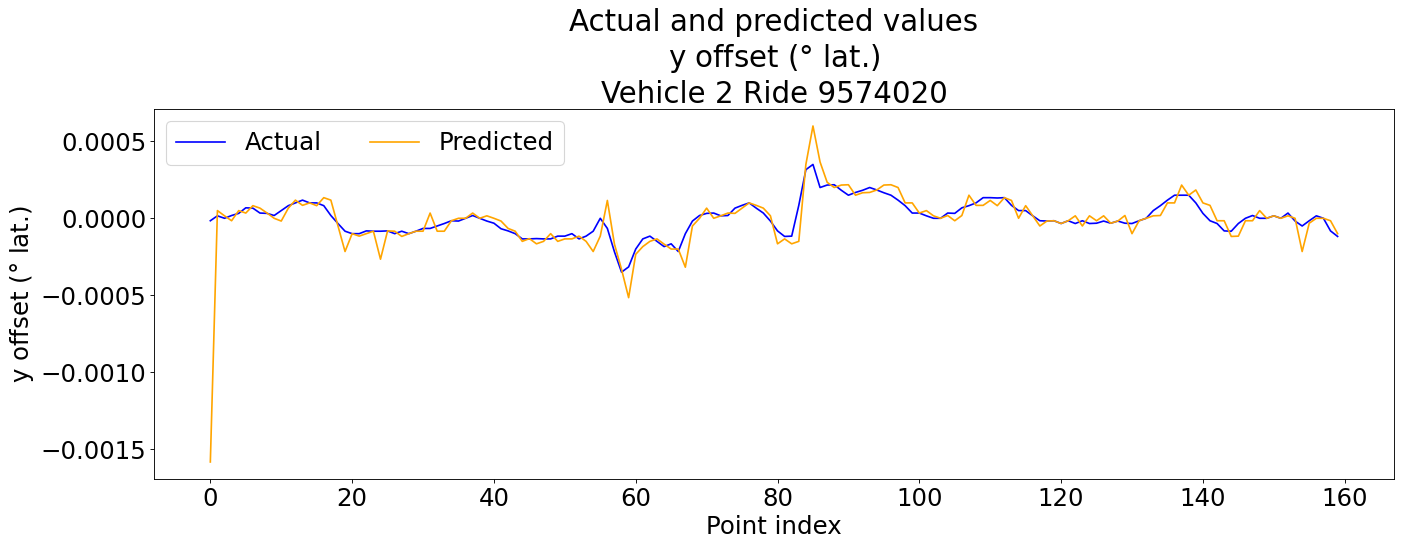 Actual and predicted values
y offset (° lat.)
Vehicle 2 Ride 9574020
Actual Predicted
y offset (° lat.)
0.0005
0.0000
−0.0005
−0.0010
−0.0015
0 20 40 60 80 100 120 140 160
Point index